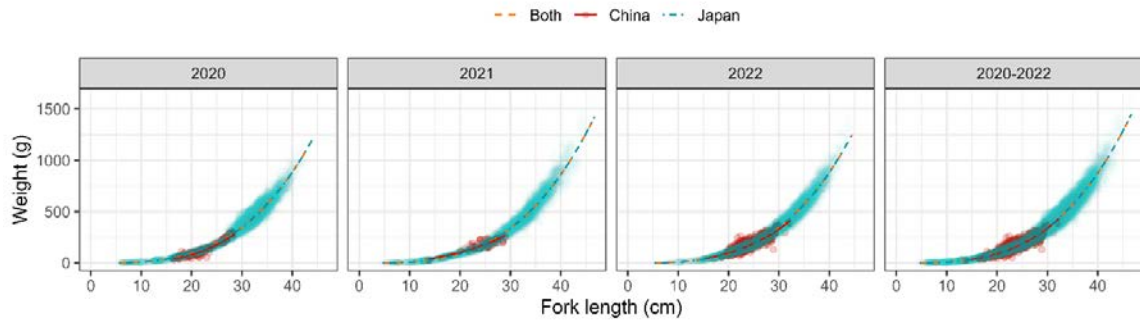 Both China Japan
2020 2021 2022 2020-2022
1500
1000
500
0
Weight (g)
0 10 20 30 40 0 10 20 30 40 0 10 20 30 40 0 10 20 30 40
Fork length (cm)